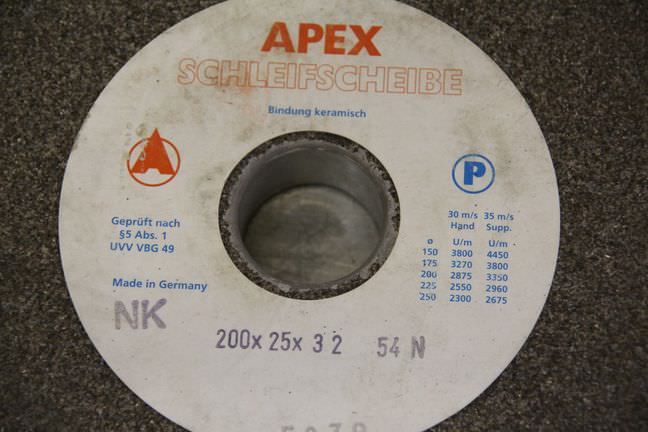 APEX
SCHLEIFSCHEIBE
Bindung keramisch
A
P
Geprüft nach
§5 Abs. 1
UVV VBG 49
Made in Germany
30 m/s 35 m/s
Hand Supp.
ø U/m U/m
150 3800 4450
175 3270 3800
200 2875 3350
225 2550 2960
250 2300 2675
NK
200x 25x 32 54 N